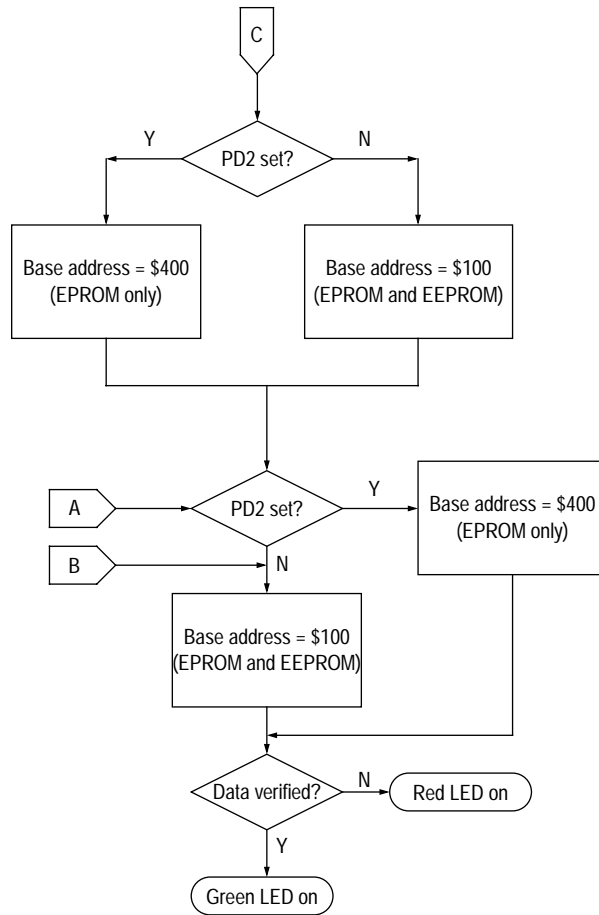 C
PD2 set?
Y
N
Base address = $400
(EPROM only)
Base address = $100
(EPROM and EEPROM)
A
PD2 set?
Y
Base address = $400
(EPROM only)
B
N
Base address = $100
(EPROM and EEPROM)
Data verified?
N
Red LED on
Y
Green LED on